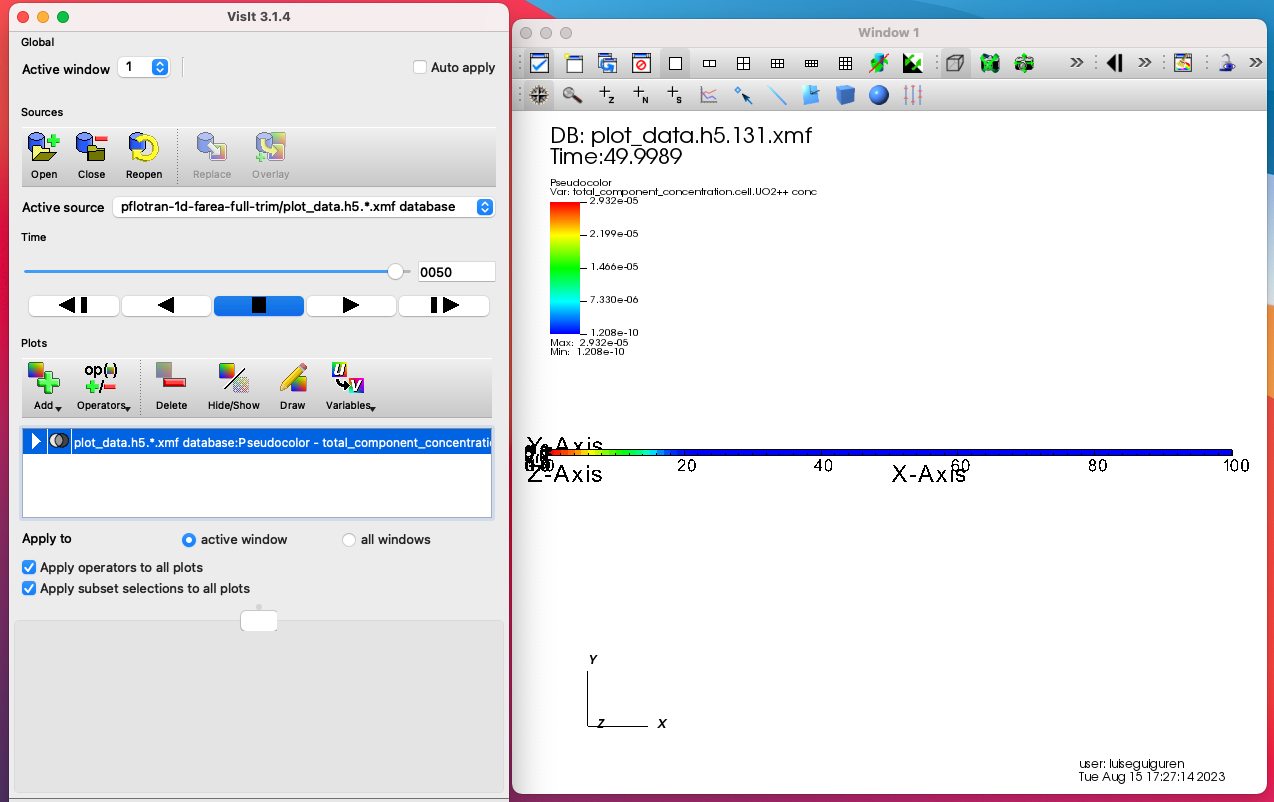 VisIt 3.1.4
Global
Active window 1 Auto apply
Sources
Open Close Reopen Replace Overlay
Active source pflotran-1d-farea-full-trim/plot_data.h5.*.xmf database
Time
0050
Plots
op(·) +/-
u v
Add Operators Delete Hide/Show Draw Variables
plot_data.h5.*.xmf database:Pseudocolor - total_component_concentrati
Apply to active window all windows
Apply operators to all plots
Apply subset selections to all plots
Window 1
Z N S
DB: plot_data.h5.131.xmf
Time:49.9989
Pseudocolor
Var: total_component_concentration.cell.UO2++ conc
2.932e-05
2.199e-05
1.466e-05
7.330e-06
1.208e-10
Max: 2.932e-05
Min: 1.208e-10
Y-Axis
20 40 60 80 100
Z-Axis X-Axis
Y
Z X
user: luiseguiguren
Tue Aug 15 17:27:14 2023